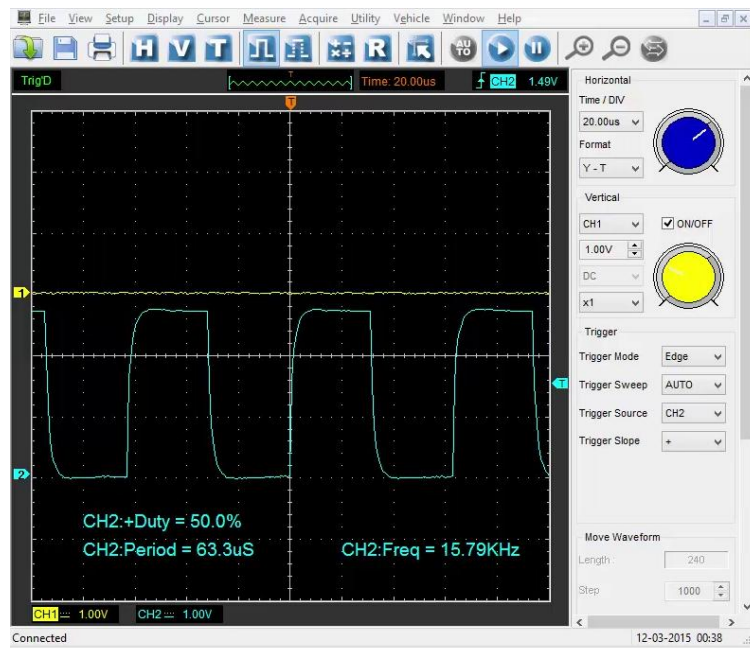 File View Setup Display Cursor Measure Acquire Utility Vehicle Window Help
H V T R AUTO
Trig'D T Time: 20.00us CH2 1.49V
T
1
T
2
CH2:+Duty = 50.0%
CH2:Period = 63.3uS CH2:Freq = 15.79KHz
CH1 1.00V CH2 1.00V
Horizontal
Time / DIV
20.00us
Format
Y - T
Vertical
CH1 ON/OFF
1.00V
DC
x1
Trigger
Trigger Mode Edge
Trigger Sweep AUTO
Trigger Source CH2
Trigger Slope +
Move Waveform
Length: 240
Step 1000
Connected 12-03-2015 00:38